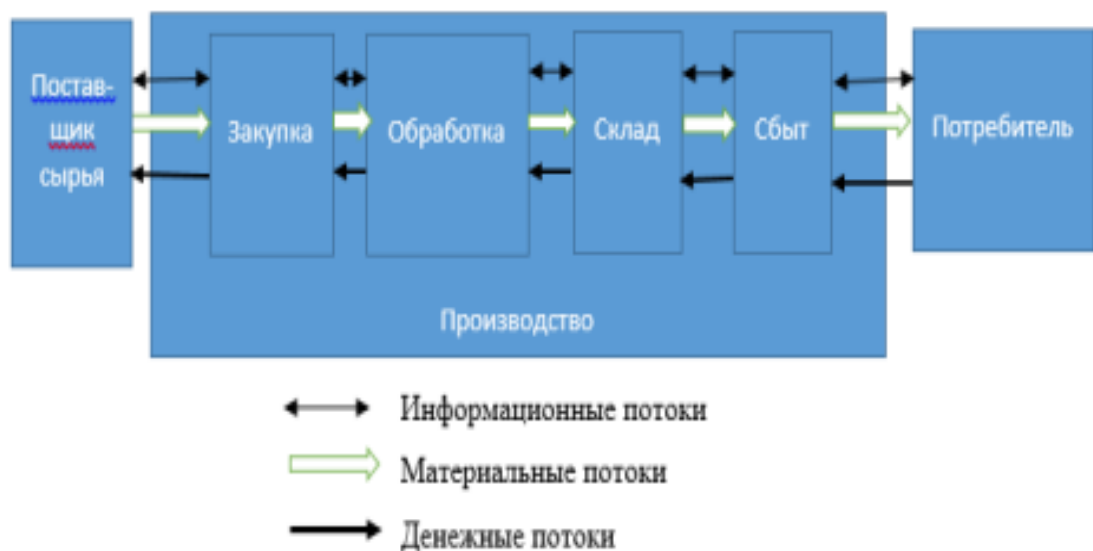 Постав-
щик
сырья
Закупка
Обработка
Склад
Сбыт
Потребитель
Производство
Информационные потоки
Материальные потоки
Денежные потоки